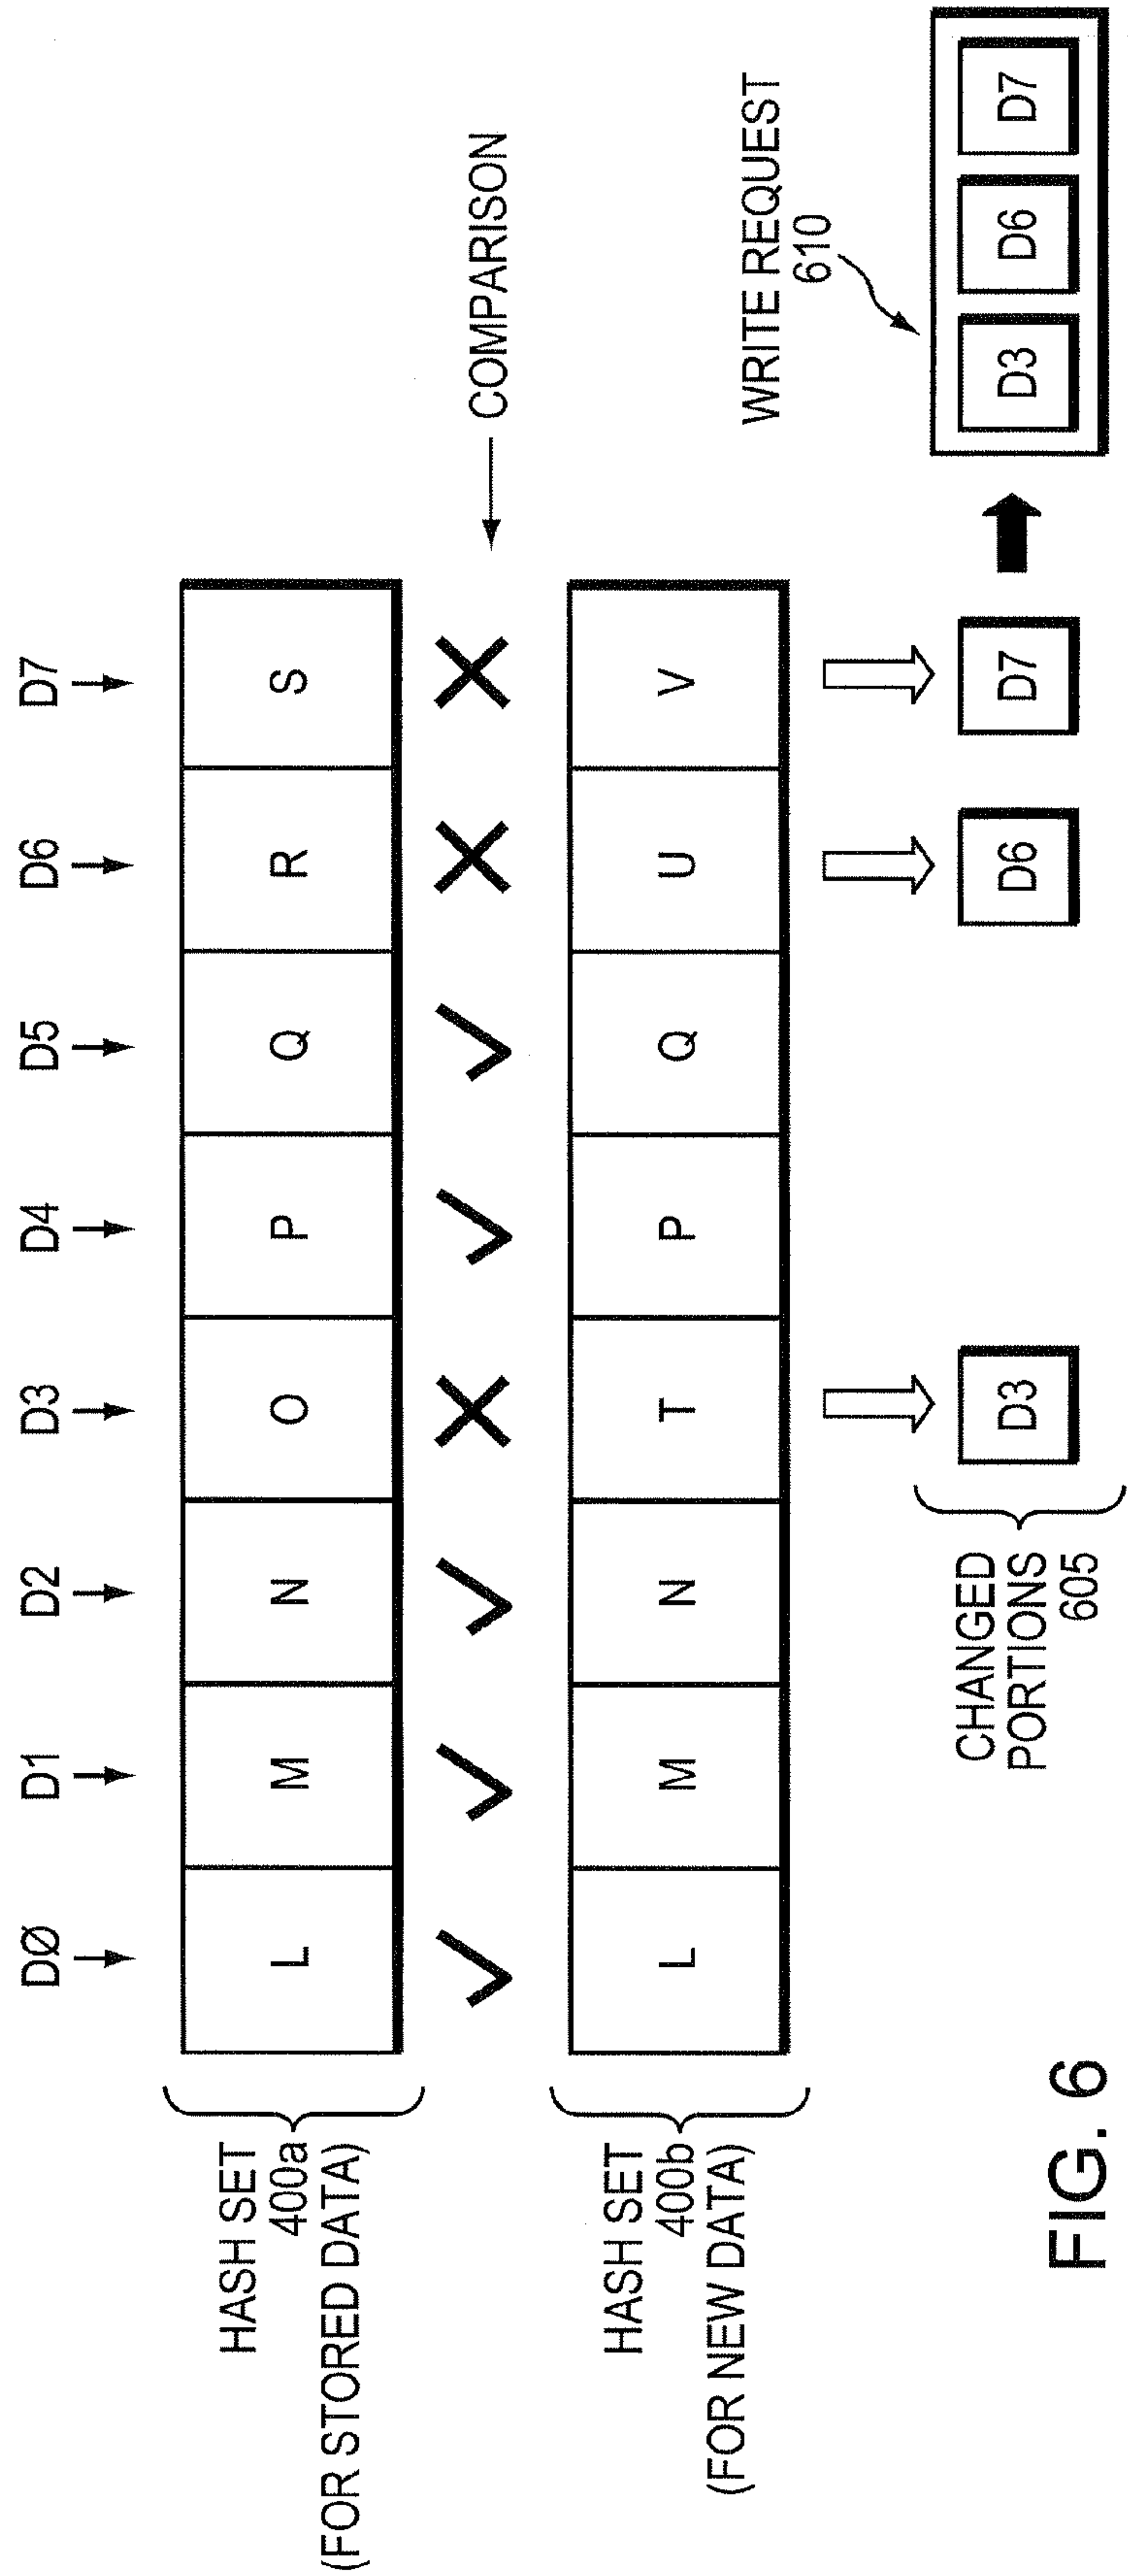 DØ D1 D2 D3 D4 D5 D6 D7
HASH SET
400a
(FOR STORED DATA)
L M N O P Q R S
COMPARISON
HASH SET
400b
(FOR NEW DATA)
L M N T P Q U V
WRITE REQUEST
610
CHANGED
PORTIONS
605
D3 D6 D7
D3 D6 D7
FIG. 6